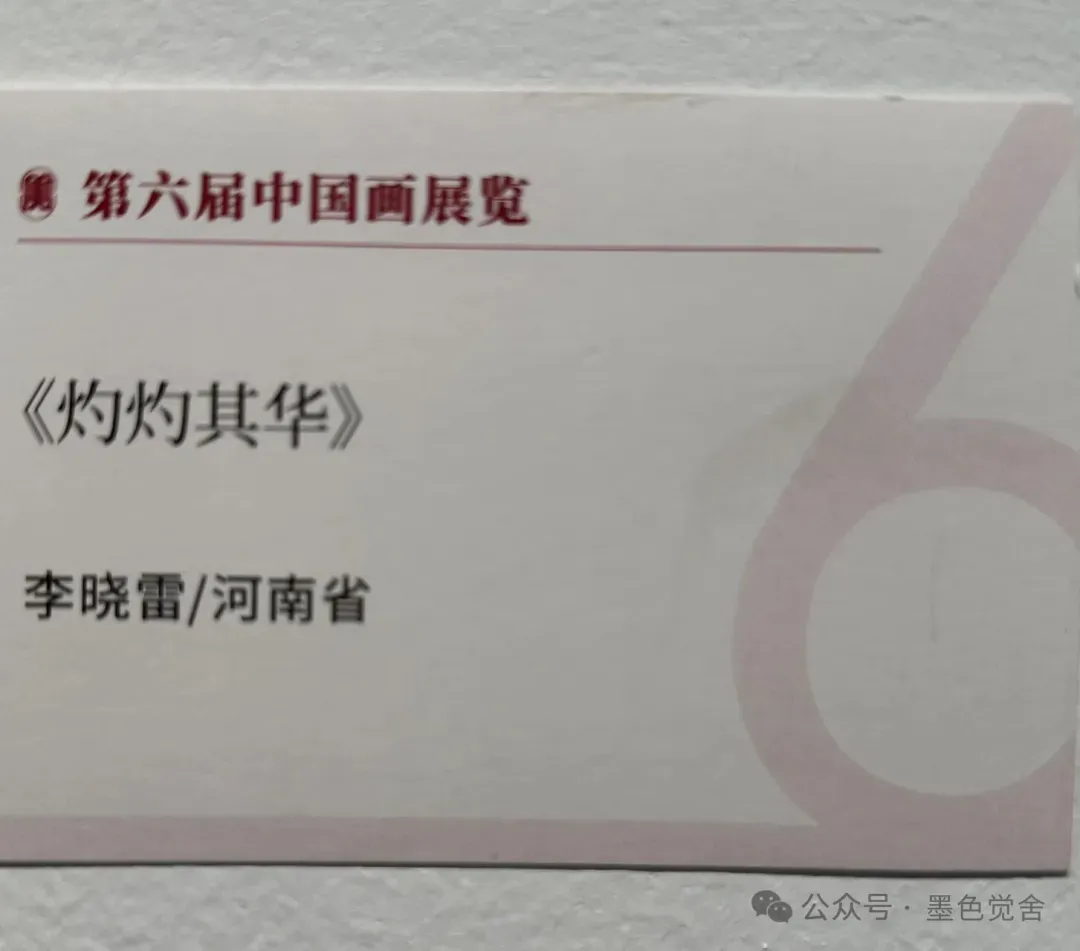 第六届中国画展览
《灼灼其华》
李晓雷/河南省
6
公众号·墨色觉舍